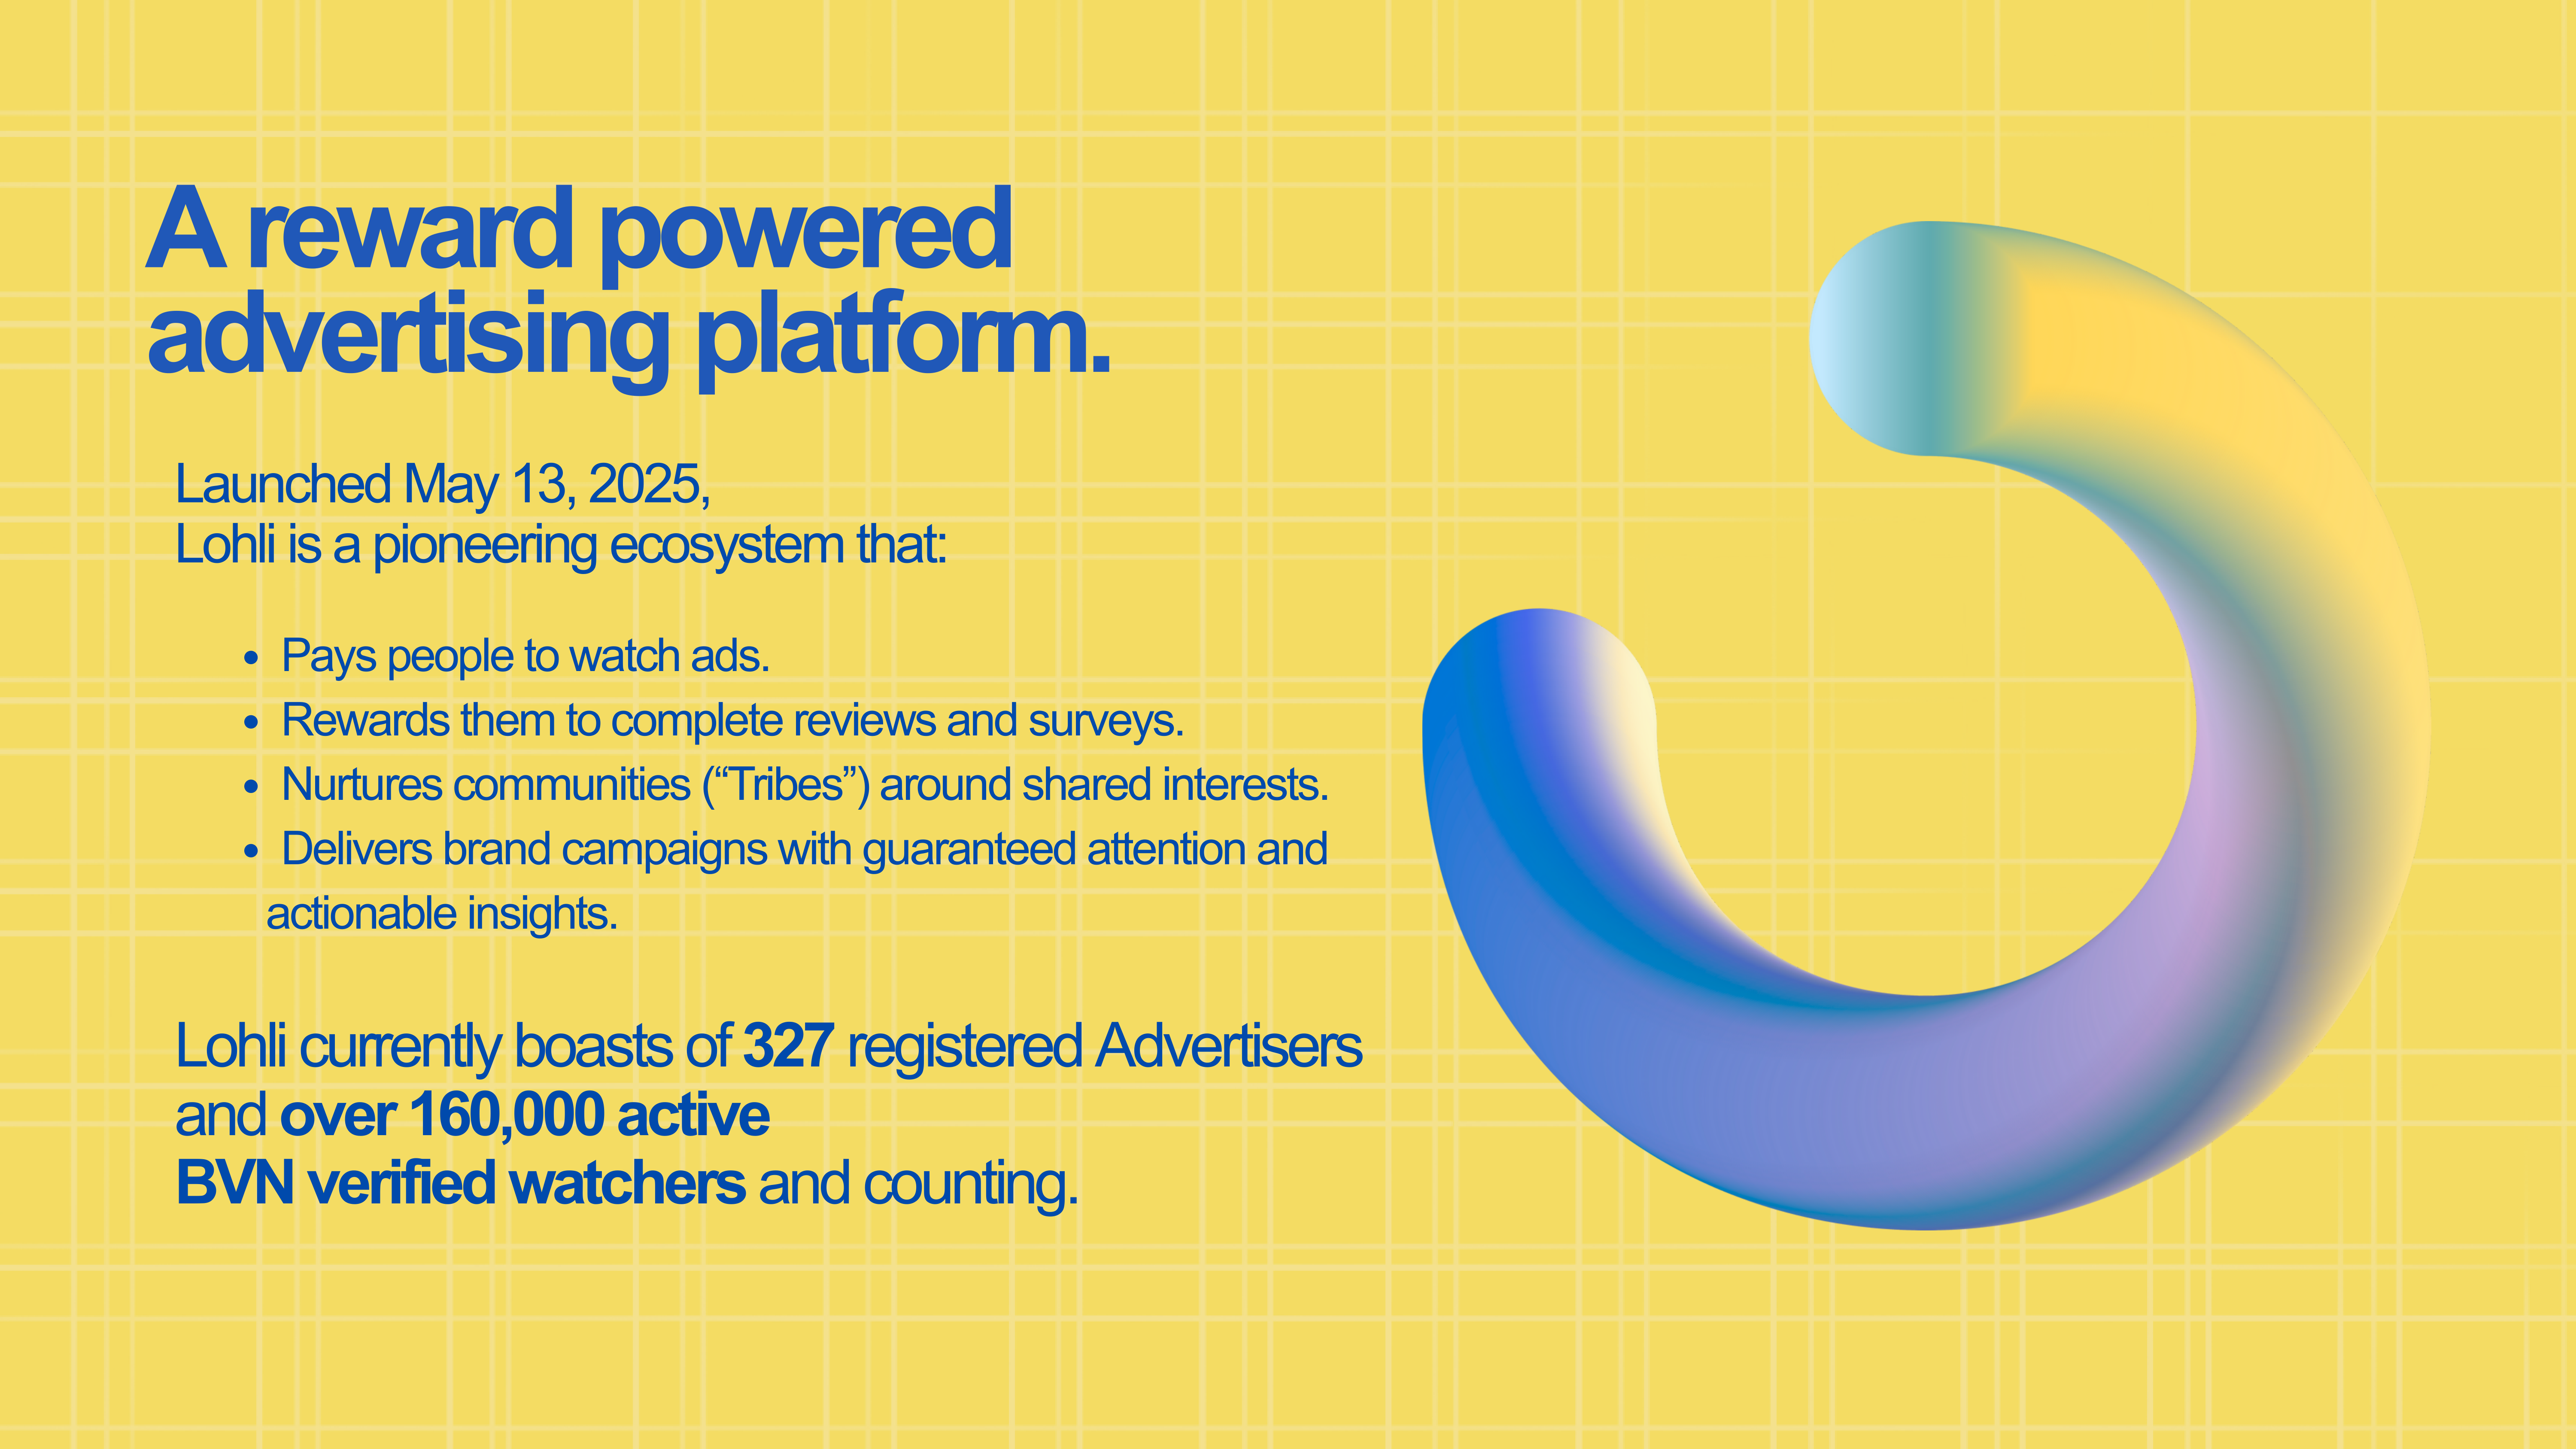 A reward powered
advertising platform.
Launched May 13, 2025,
Lohli is a pioneering ecosystem that:
• Pays people to watch ads.
• Rewards them to complete reviews and surveys.
• Nurtures communities (“Tribes”) around shared interests.
• Delivers brand campaigns with guaranteed attention and
actionable insights.
Lohli currently boasts of 327 registered Advertisers
and over 160,000 active
BVN verified watchers and counting.